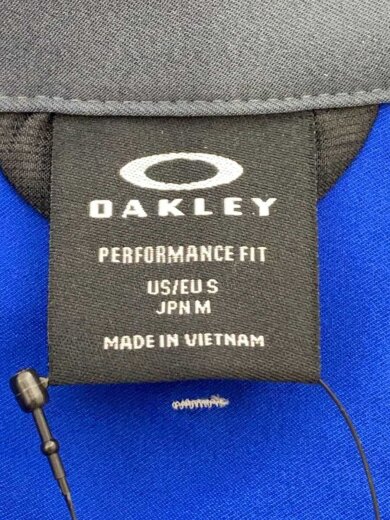 OAKLEY
PERFORMANCE FIT
US/EU S
JPN M
MADE IN VIETNAM